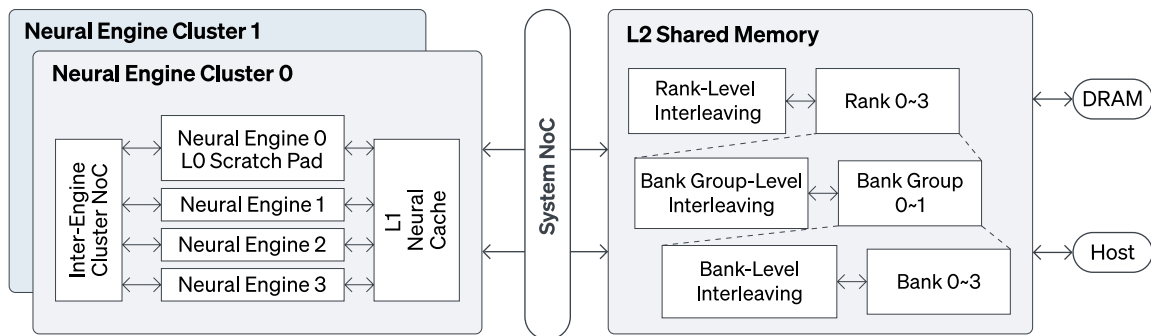 Neural Engine Cluster 1
Neural Engine Cluster 0
Inter-Engine
Cluster NoC
Neural Engine 0
L0 Scratch Pad
Neural Engine 1
Neural Engine 2
Neural Engine 3
L1
Neural
Cache
System NoC
L2 Shared Memory
Rank-Level
Interleaving
Rank 0~3
Bank Group-Level
Interleaving
Bank Group
0~1
Bank-Level
Interleaving
Bank 0~3
DRAM
Host